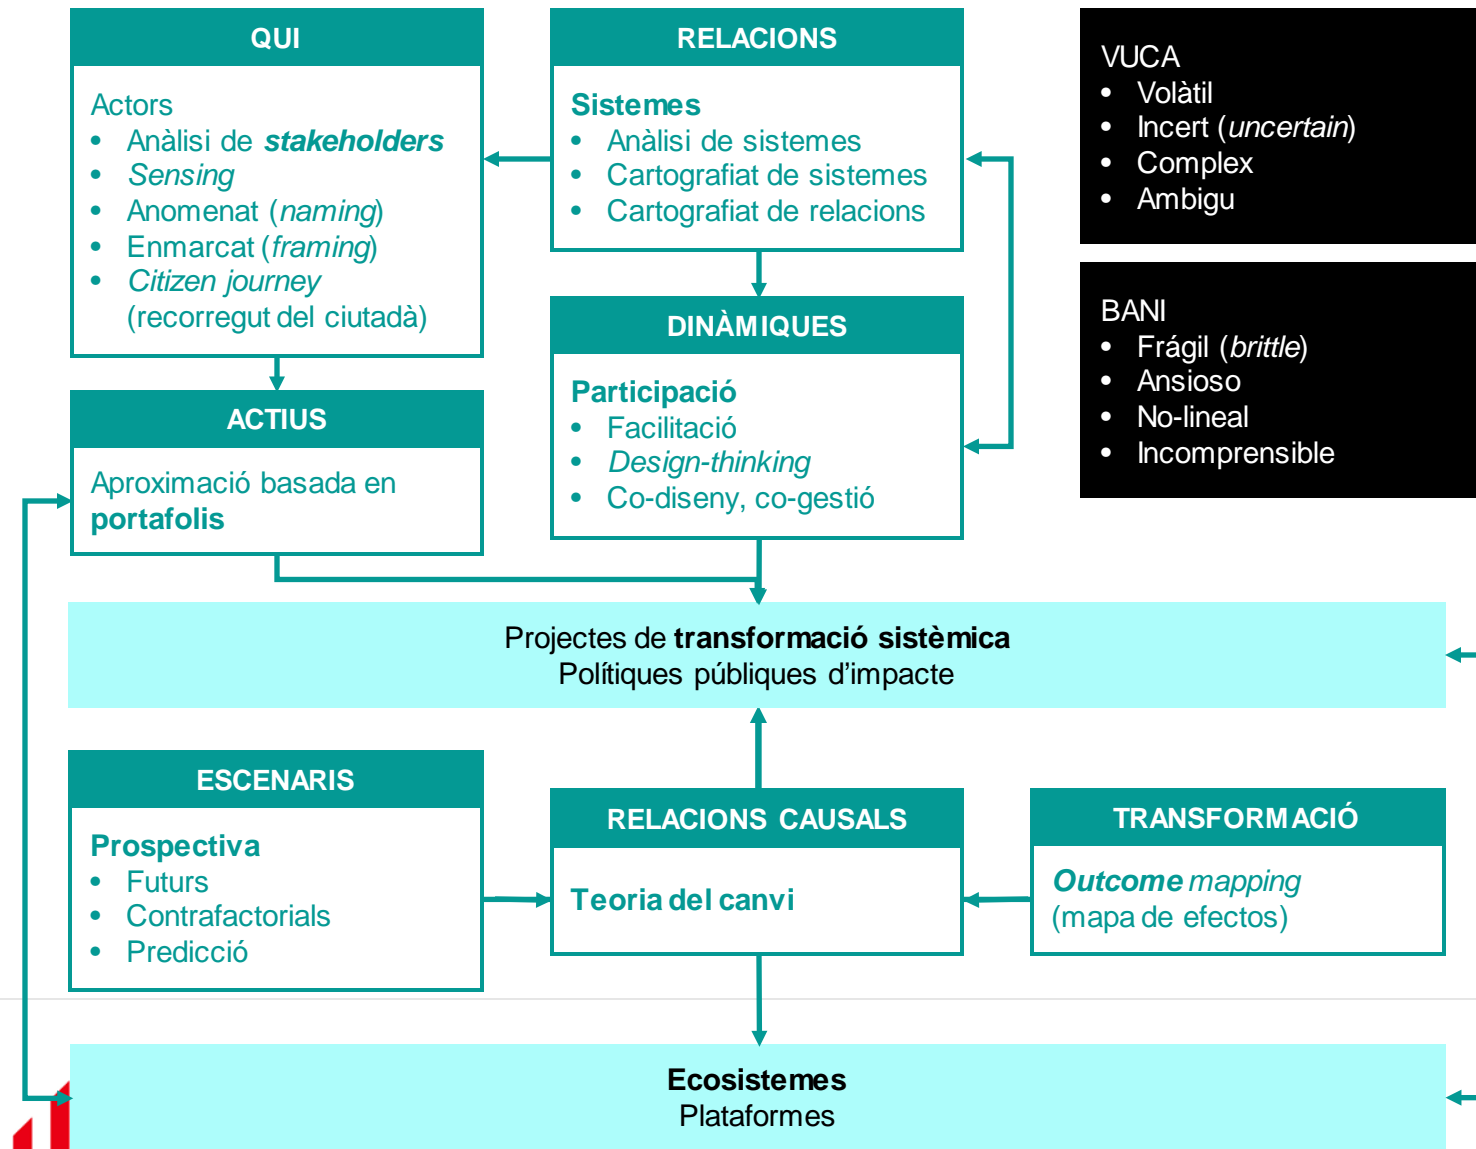 QUI
Actors
• Anàlisi de stakeholders
• Sensing
• Anomenat (naming)
• Enmarcat (framing)
• Citizen journey
(recorregut del ciutadà)
RELACIONS
Sistemes
• Anàlisi de sistemes
• Cartografiat de sistemes
• Cartografiat de relacions
VUCA
• Volàtil
• Incert (uncertain)
• Complex
• Ambigu
BANI
• Frágil (brittle)
• Ansioso
• No-lineal
• Incomprensible
DINÀMIQUES
Participació
• Facilitació
• Design-thinking
• Co-diseny, co-gestió
ACTIUS
Aproximació basada en
portafolis
Projectes de transformació sistèmica
Polítiques públiques d'impacte
ESCENARIS
Prospectiva
• Futurs
• Contrafactorials
• Predicció
RELACIONS CAUSALS
Teoria del canvi
TRANSFORMACIÓ
Outcome mapping
(mapa de efectos)
Ecosistemes
Plataformes